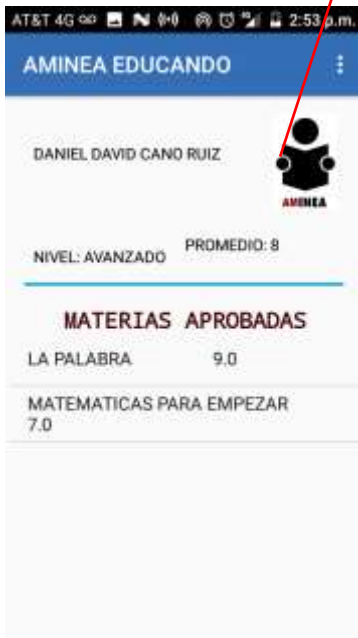 AT&T 4G 2:53 p.m.
AMINEA EDUCANDO
DANIEL DAVID CANO RUIZ
AMINEA
NIVEL: AVANZADO PROMEDIO: 8
MATERIAS APROBADAS
LA PALABRA 9.0
MATEMATICAS PARA EMPEZAR
7.0